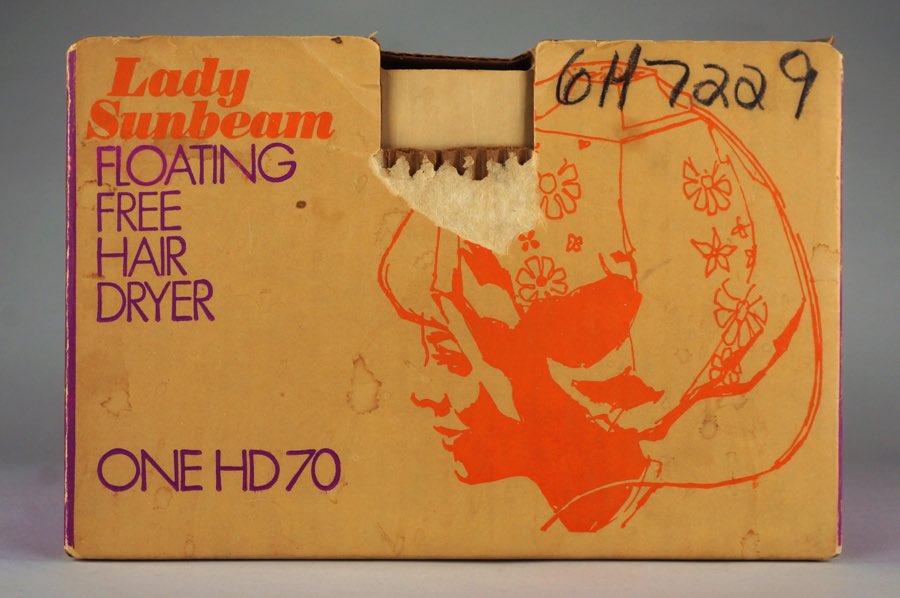 Lady
Sunbeam
FLOATING
FREE
HAIR
DRYER
ONE HD70
6H7229